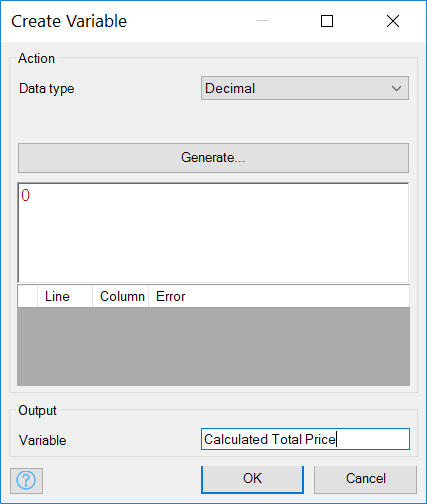 Create Variable
Action
Data type Decimal
Generate...
0
Line Column Error
Output
Variable Calculated Total Price
? OK Cancel